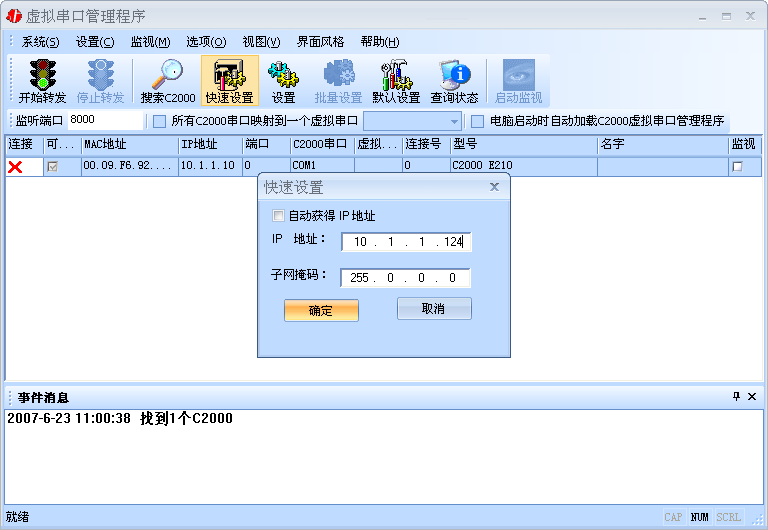 虚拟串口管理程序
系统(S) 设置(C) 监视(M) 选项(O) 视图(V) 界面风格 帮助(H)
开始转发 停止转发 搜索C2000 快速设置 设置 批量设置 默认设置 查询状态 启动监视
监听端口 8000 所有C2000串口映射到一个虚拟串口 电脑启动时自动加载C2000虚拟串口管理程序
连接 可... MAC地址 IP地址 端口 C2000串口 虚拟... 连接号 型号 名字 监视
00.09.F6.92.... 10.1.1.10 0 COM1 0 C2000 E210
快速设置
自动获得 IP 地址
IP 地址： 10 . 1 . 1 . 124
子网掩码： 255 . 0 . 0 . 0
确定 取消
事件消息
2007-6-23 11:00:38 找到1个C2000
就绪 CAP NUM SCRL